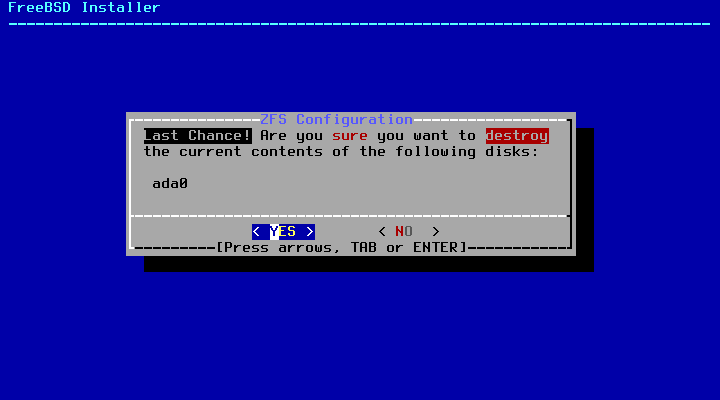 FreeBSD Installer
ZFS Configuration
Last Chance! Are you sure you want to destroy
the current contents of the following disks:
ada0
< YES > < NO >
[Press arrows, TAB or ENTER]